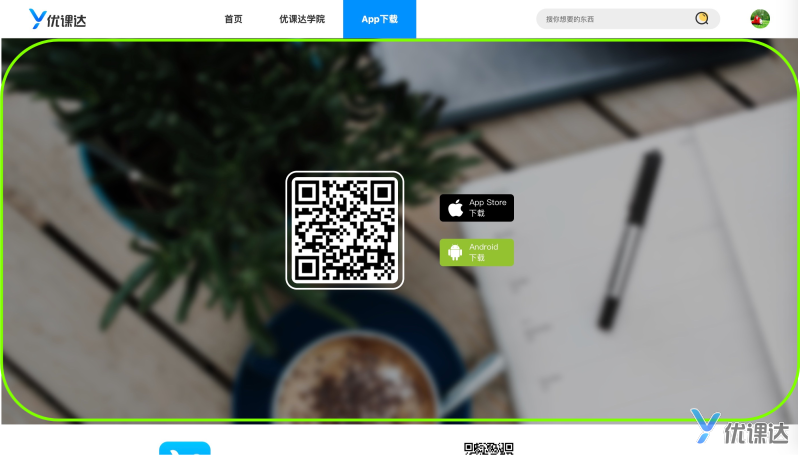 优课达
首页
优课达学院
App下载
搜你想要的东西
App Store
下载
Android
下载
优课达